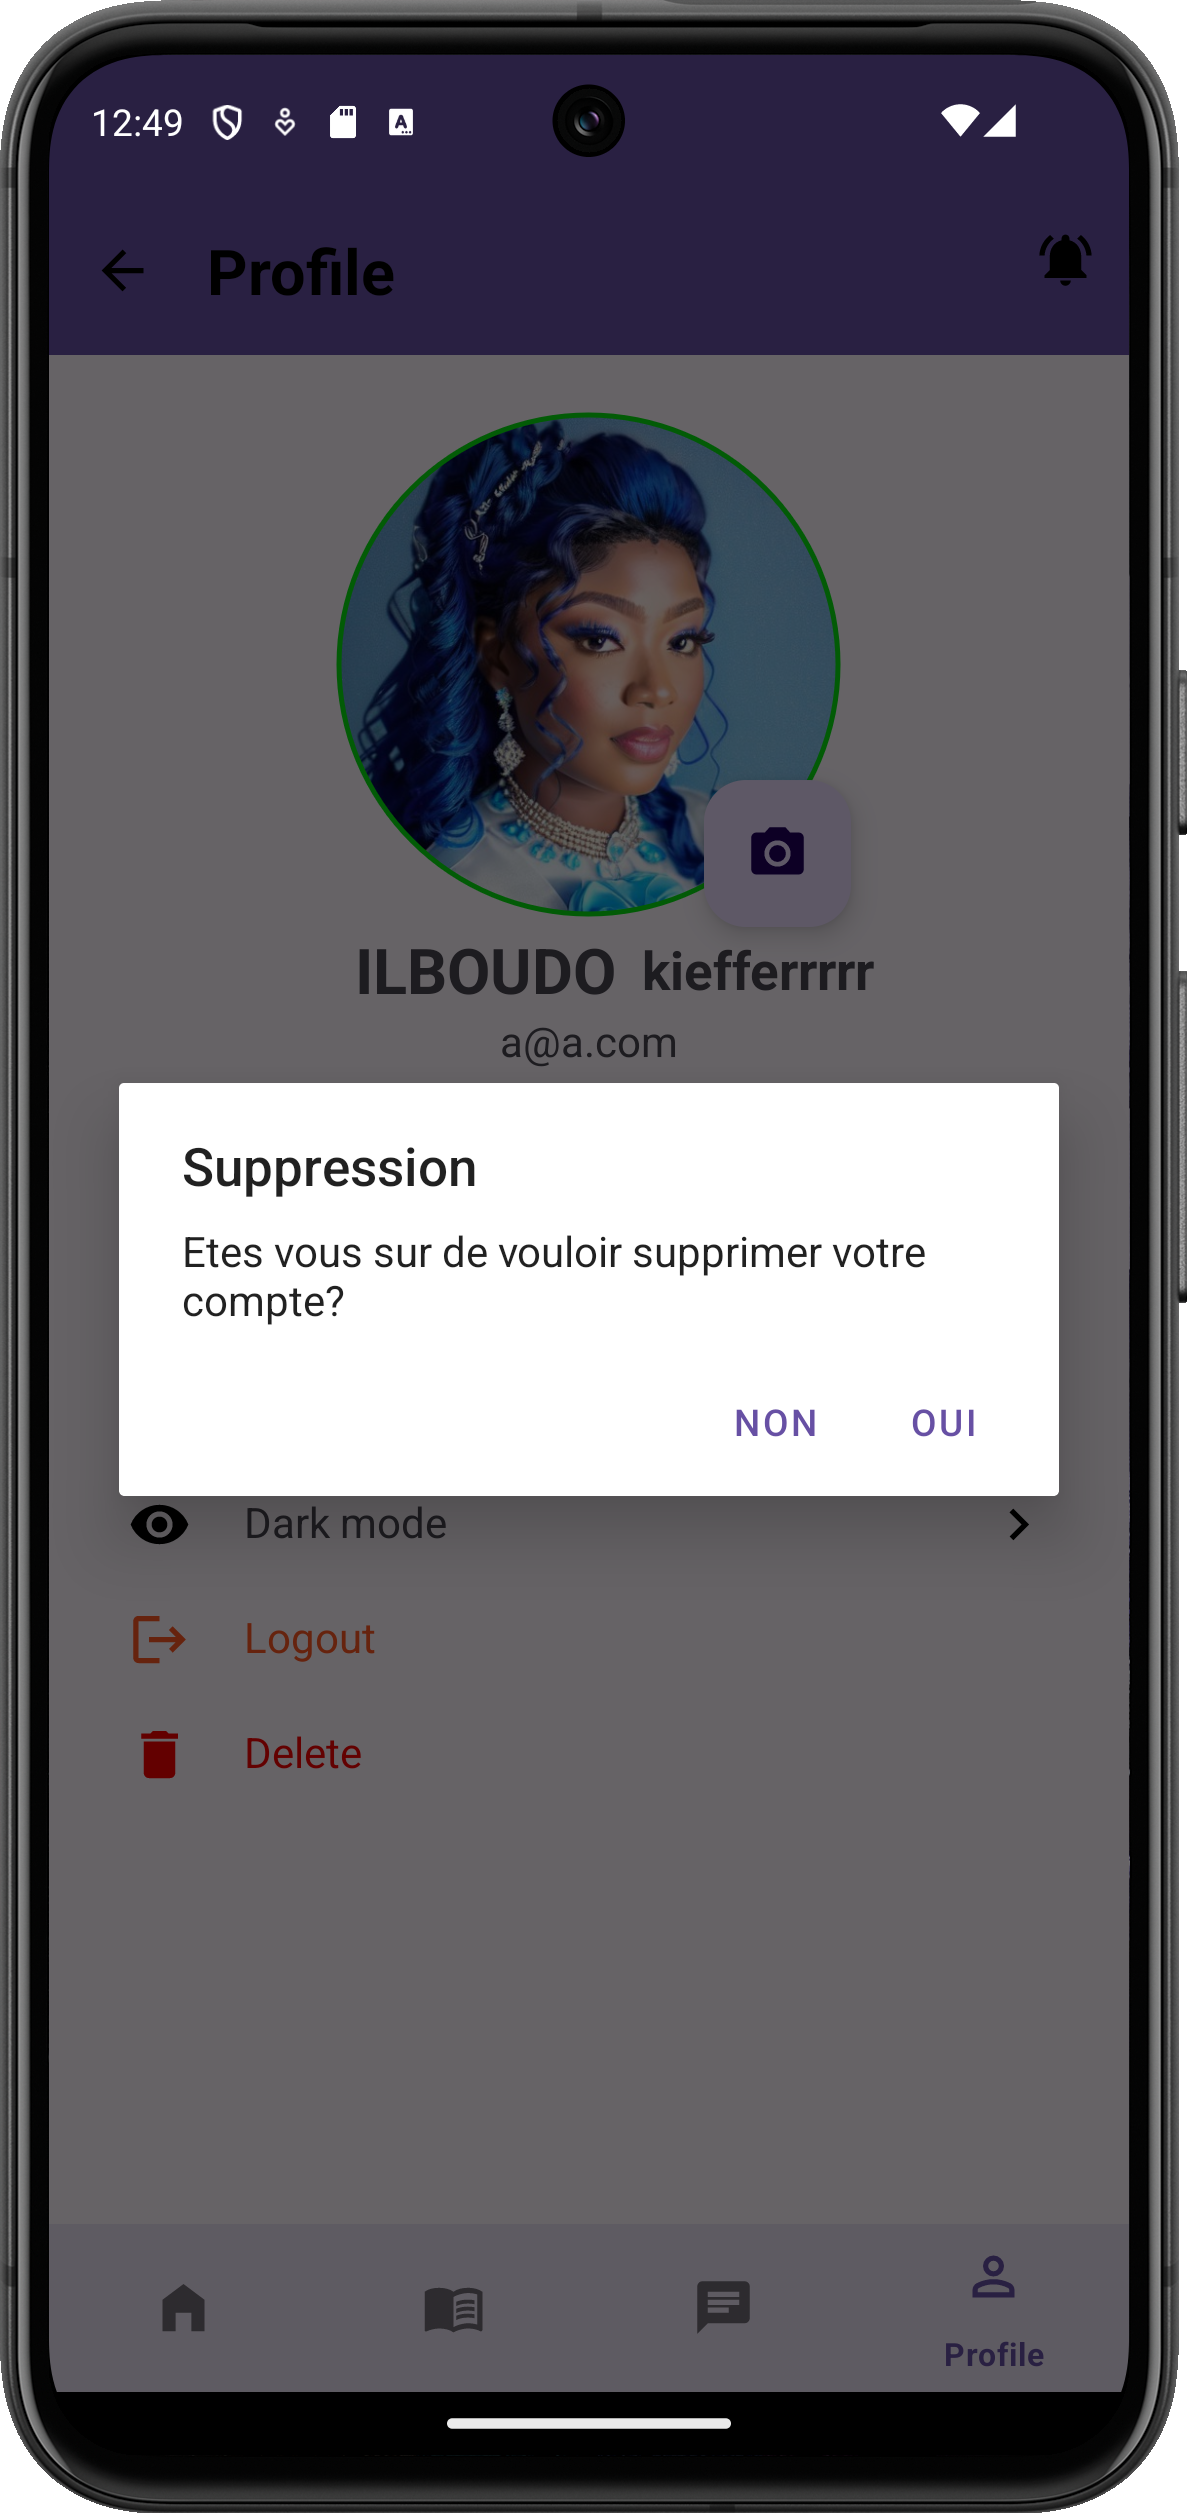 12:49
Profile
ILBOUDO kiefferrrrr
a@a.com
Suppression
Etes vous sur de vouloir supprimer votre
compte?
NON OUI
Dark mode
Logout
Delete
Profile